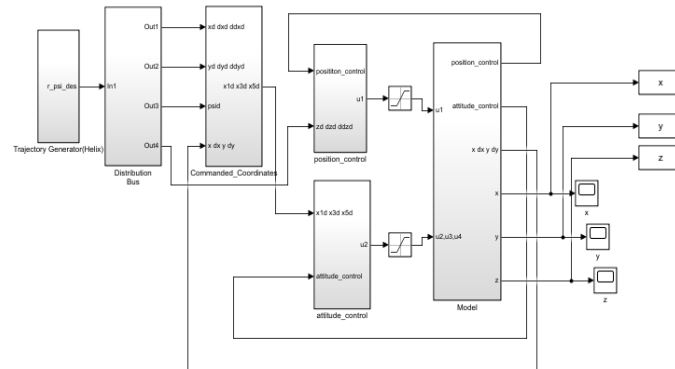 r_psi_des
Trajectory Generator(Helix)
In1
Out1
Out2
Out3
Out4
Distribution
Bus
xd dxd ddxd
yd dyd ddyd
psid
x dx y dy
x1d x3d x5d
Commanded_Coordinates
posititon_control
zd dzd ddzd
u1
position_control
x1d x3d x5d
attitude_control
u2
attitude_control
u1
u2,u3,u4
position_control
attitude_control
x dx y dy
x
y
z
Model
x
y
z
x
y
z